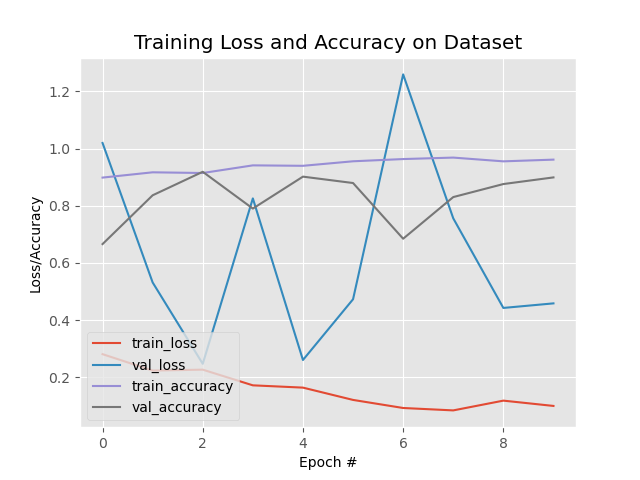 Training Loss and Accuracy on Dataset
1.2
1.0
0.8
0.6
0.4
0.2
Loss/Accuracy
train_loss
val_loss
train_accuracy
val_accuracy
0 2 4 6 8
Epoch #